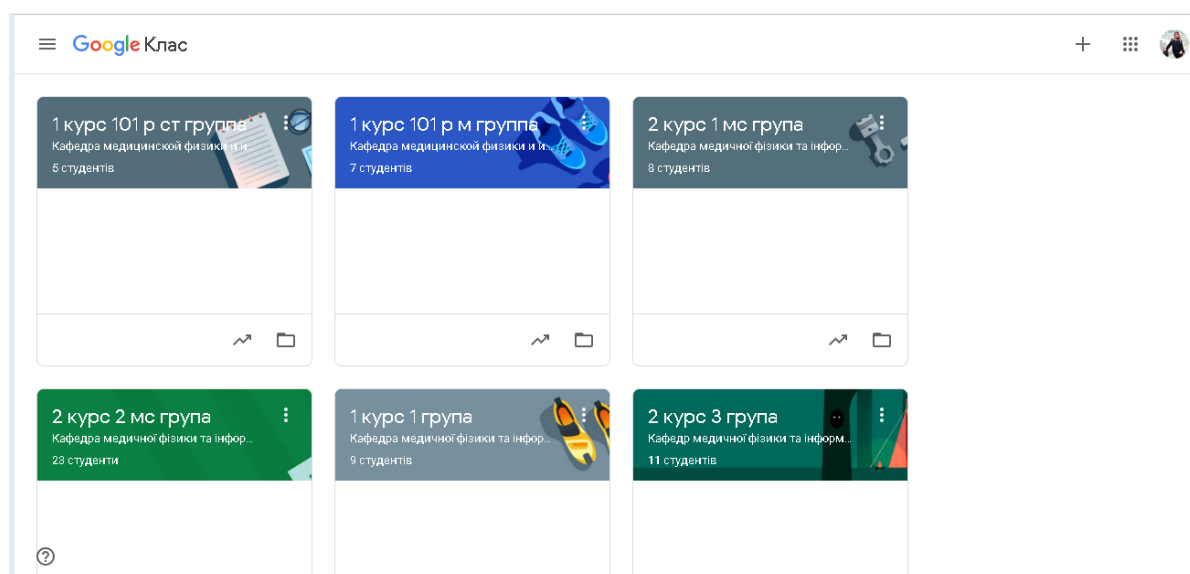 Google Клас
1 курс 101 р ст группа
Кафедра медицинской физики и и...
5 студентів
1 курс 101 р м группа
Кафедра медицинской физики и и...
7 студентів
2 курс 1 мс група
Кафедра медичної фізики та інфор...
8 студентів
2 курс 2 мс група
Кафедра медичної фізики та інфор...
23 студенти
1 курс 1 група
Кафедра медичної фізики та інфор...
9 студентів
2 курс 3 група
Кафедр медичної фізики та інформ...
11 студентів